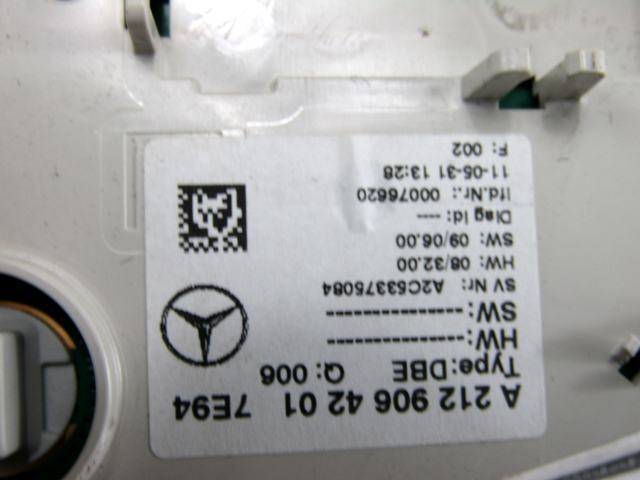 A 212 906 42 01 7E94
Type:DBE Q: 006
HW: --------------
SW: --------------
SV Nr: A2C53375084
HW: 08/32.00
SW: 09/06.00
Diag Id: ---
lfd.Nr.: 00076620
11-05-31 13:28
F: 002